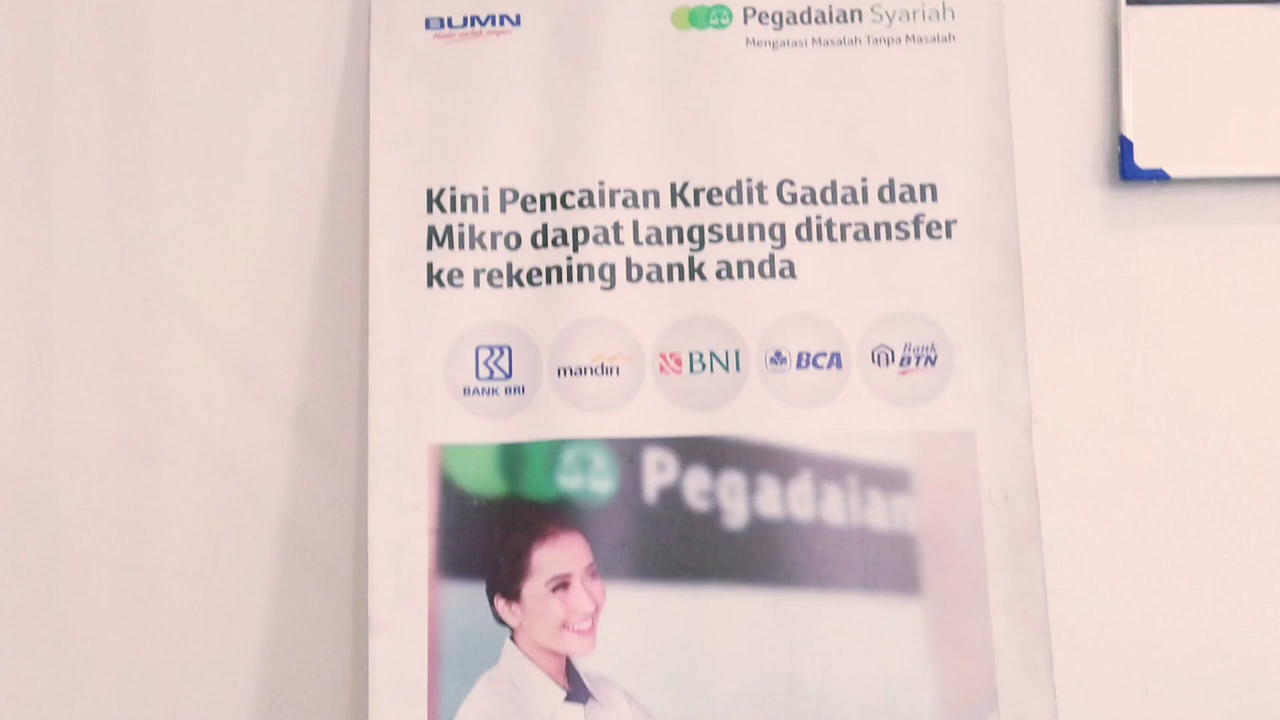 BUMN
Pegadaian Syariah
Mengatasi Masalah Tanpa Masalah
Kini Pencairan Kredit Gadai dan
Mikro dapat langsung ditransfer
ke rekening bank anda
BANK BRI
mandiri
BNI
BCA
Bank
BTN
Pegadaian